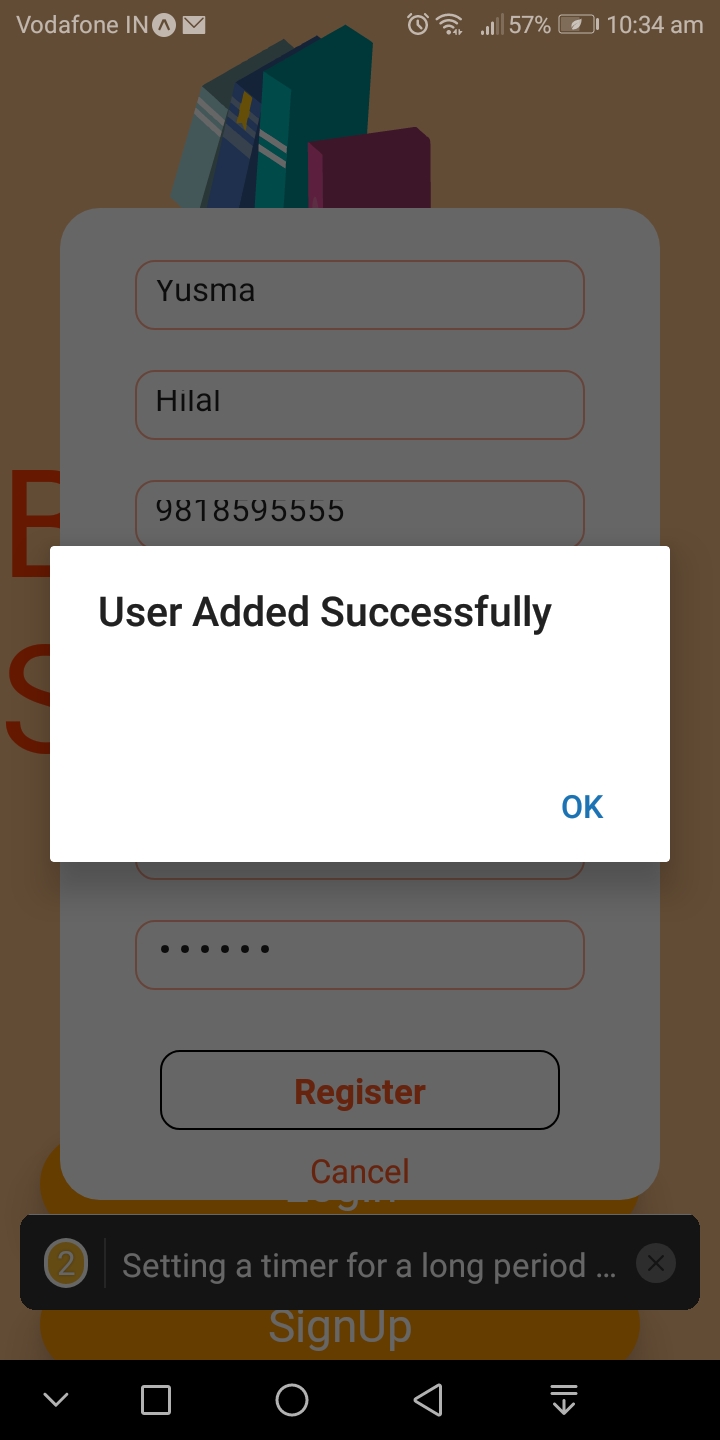 Vodafone IN 57% 10:34 am
Yusma
Hilal
9818595555
B
S
User Added Successfully
OK
Register
Cancel
Login
2 Setting a timer for a long period ...
SignUp